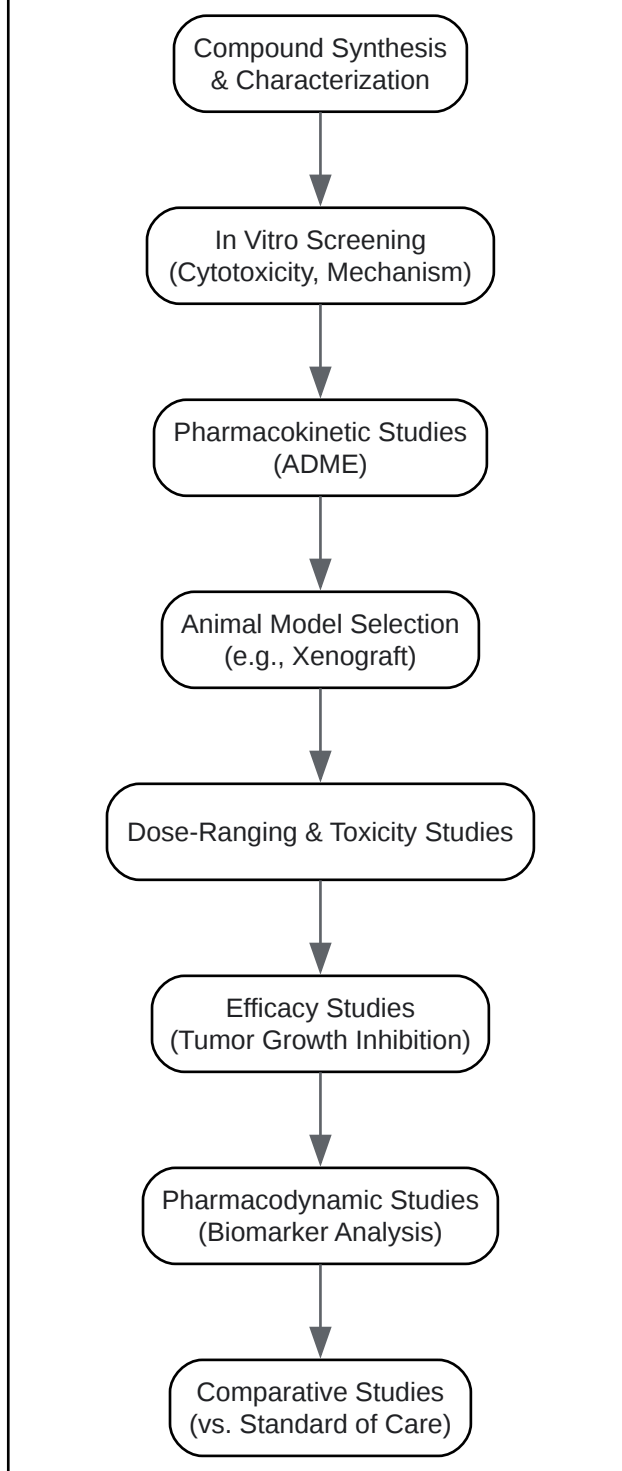 Compound Synthesis
& Characterization
In Vitro Screening
(Cytotoxicity, Mechanism)
Pharmacokinetic Studies
(ADME)
Animal Model Selection
(e.g., Xenograft)
Dose-Ranging & Toxicity Studies
Efficacy Studies
(Tumor Growth Inhibition)
Pharmacodynamic Studies
(Biomarker Analysis)
Comparative Studies
(vs. Standard of Care)